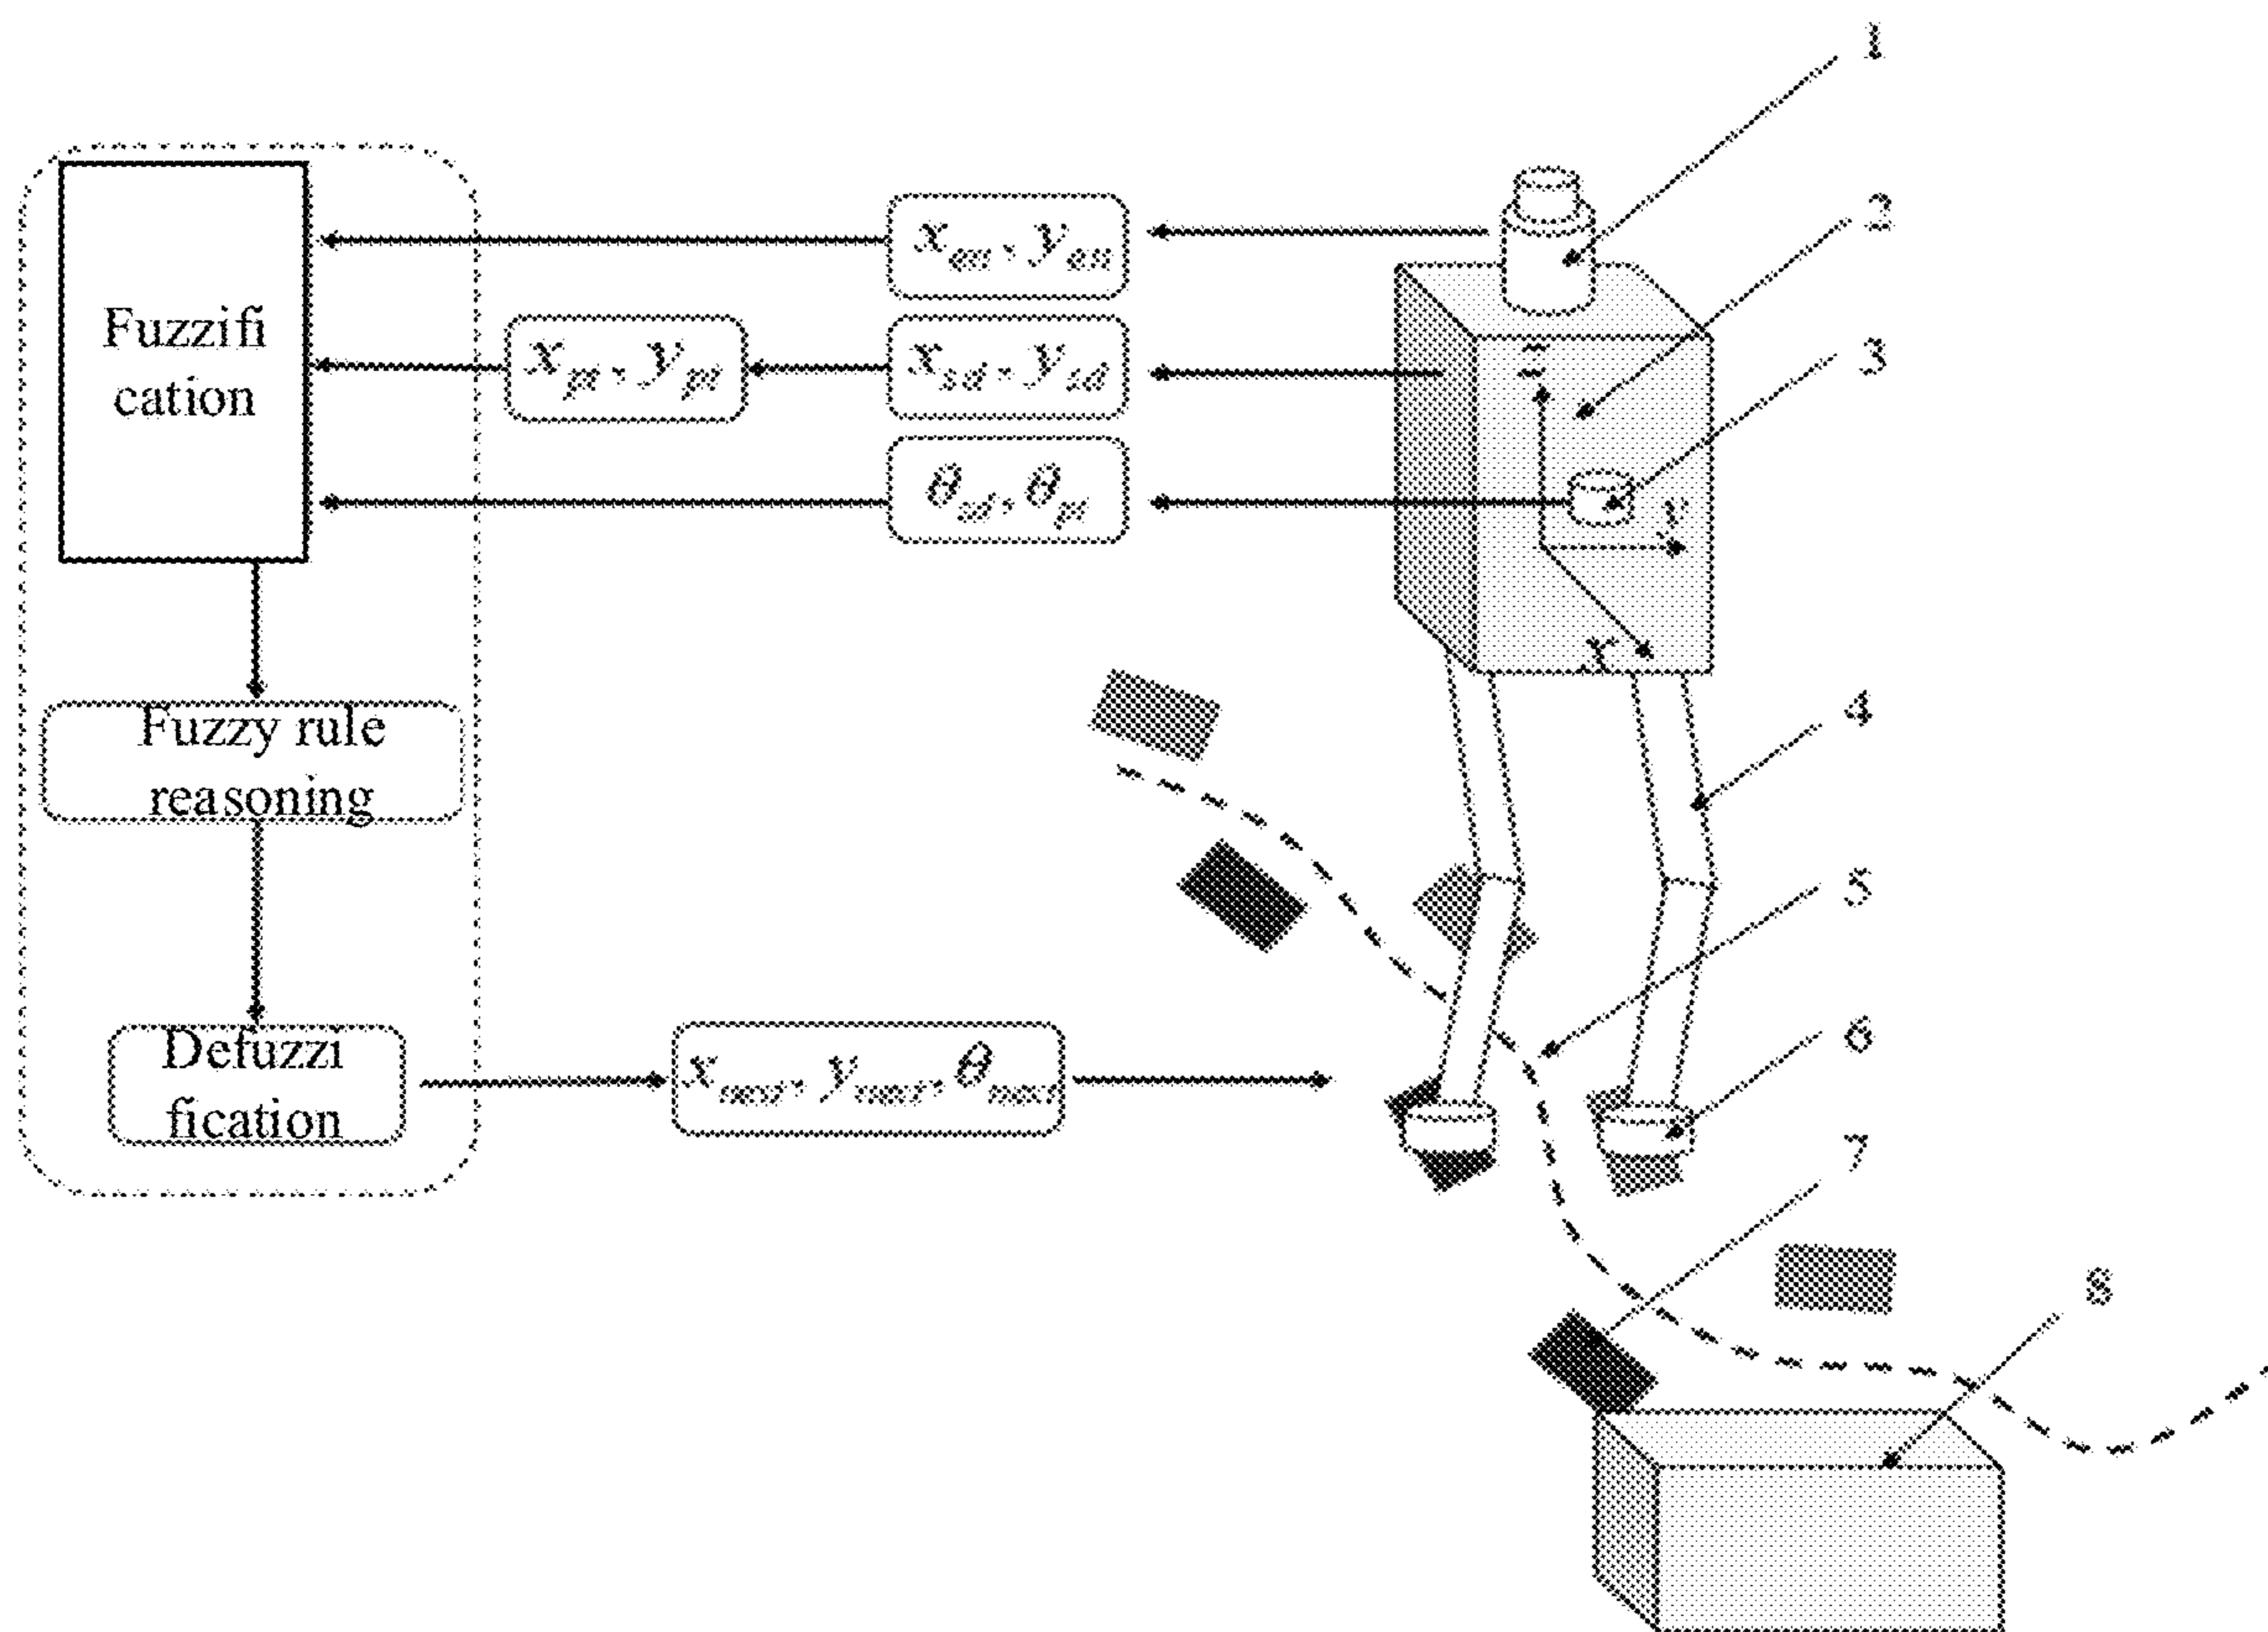 1
2
3
4
5
6
7
8
Fuzzifi
cation
x_en, y_en
x_pt, y_pt
x_sd, y_sd
θ_sd, θ_pt
Y
X
Fuzzy rule
reasoning
Defuzzi
fication
x_next, y_next, θ_next